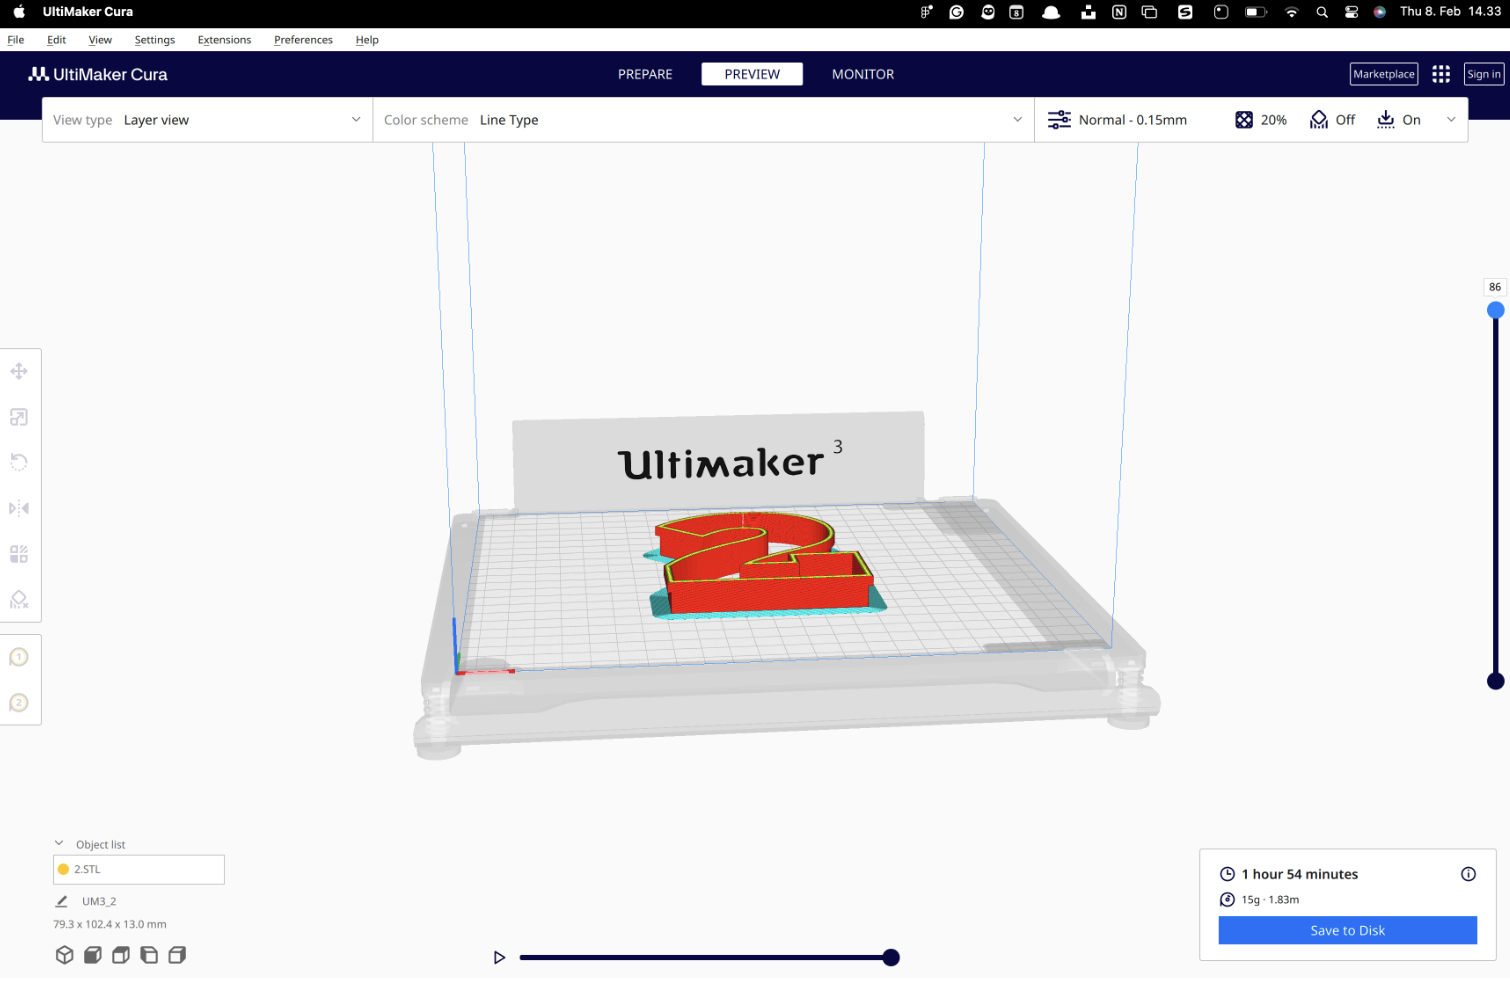 UltiMaker Cura
8
Thu 8. Feb 14.33
File Edit View Settings Extensions Preferences Help
UltiMaker Cura
PREPARE PREVIEW MONITOR
Marketplace
Sign in
View type Layer view
Color scheme Line Type
Normal - 0.15mm
20%
Off
On
86
Ultimaker 3
1
2
Object list
2.STL
UM3_2
79.3 x 102.4 x 13.0 mm
1 hour 54 minutes
15g · 1.83m
Save to Disk